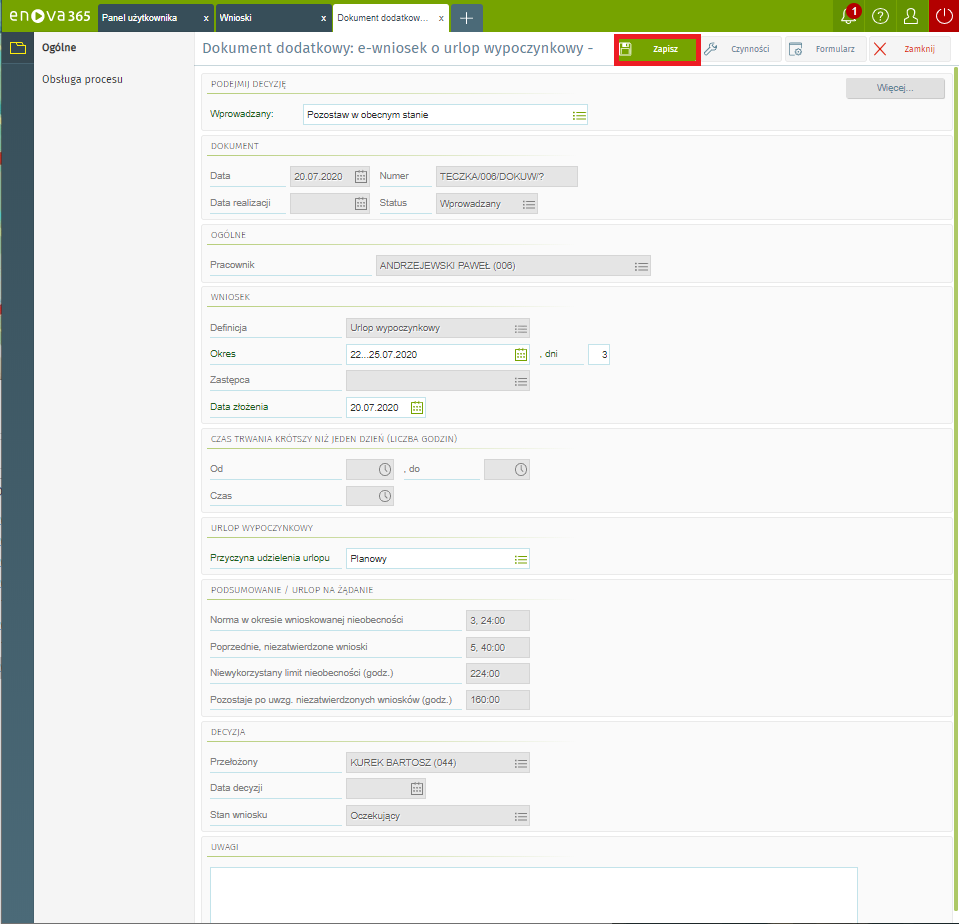 enova365 Panel użytkownika x Wnioski x Dokument dodatkow... x + 1 ?
Ogólne
Obsługa procesu
Dokument dodatkowy: e-wniosek o urlop wypoczynkowy - Zapisz Czynności Formularz Zamknij
PODEJMIJ DECYZJĘ Więcej...
Wprowadzany: Pozostaw w obecnym stanie
DOKUMENT
Data 20.07.2020 Numer TECZKA/006/DOKUW/?
Data realizacji Status Wprowadzany
OGÓLNE
Pracownik ANDRZEJEWSKI PAWEŁ (006)
WNIOSEK
Definicja Urlop wypoczynkowy
Okres 22...25.07.2020 , dni 3
Zastępca
Data złożenia 20.07.2020
CZAS TRWANIA KRÓTSZY NIŻ JEDEN DZIEŃ (LICZBA GODZIN)
Od , do
Czas
URLOP WYPOCZYNKOWY
Przyczyna udzielenia urlopu Planowy
PODSUMOWANIE / URLOP NA ŻĄDANIE
Norma w okresie wnioskowanej nieobecności 3, 24:00
Poprzednie, niezatwierdzone wnioski 5, 40:00
Niewykorzystany limit nieobecności (godz.) 224:00
Pozostaje po uwzg. niezatwierdzonych wniosków (godz.) 160:00
DECYZJA
Przełożony KUREK BARTOSZ (044)
Data decyzji
Stan wniosku Oczekujący
UWAGI